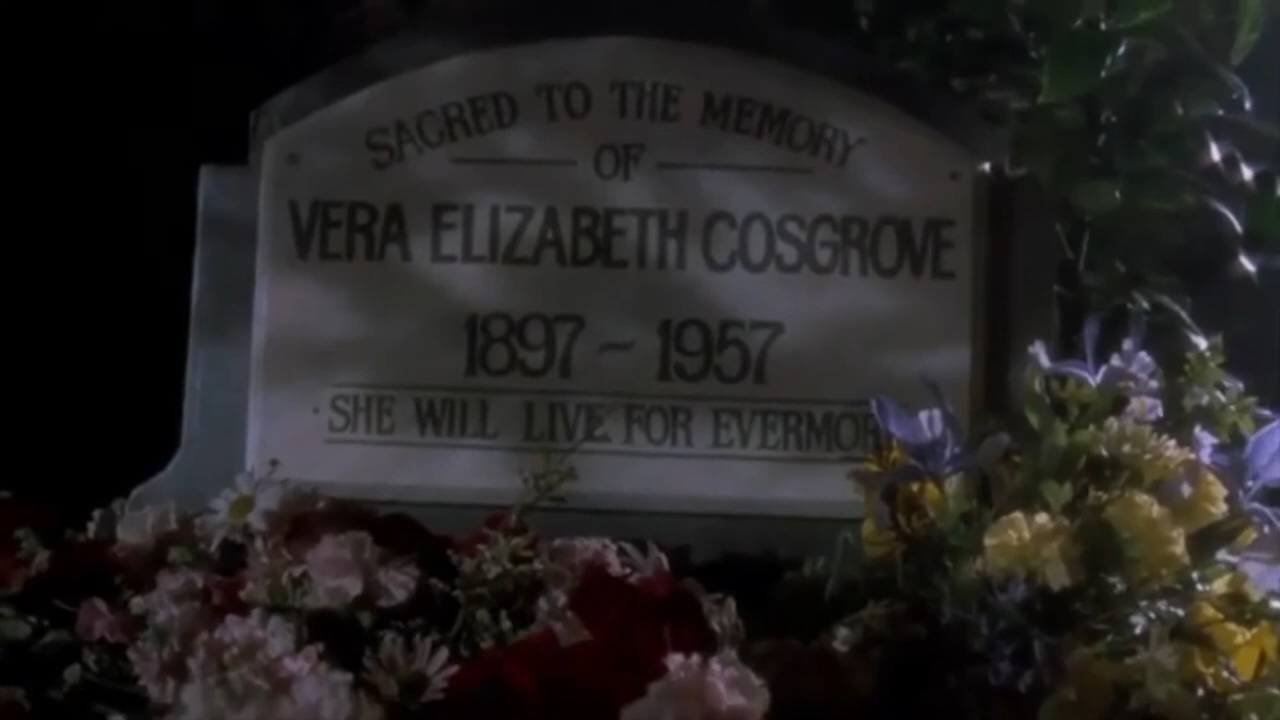 SACRED TO THE MEMORY
OF
VERA ELIZABETH COSGROVE
1897 - 1957
SHE WILL LIVE FOR EVERMOR